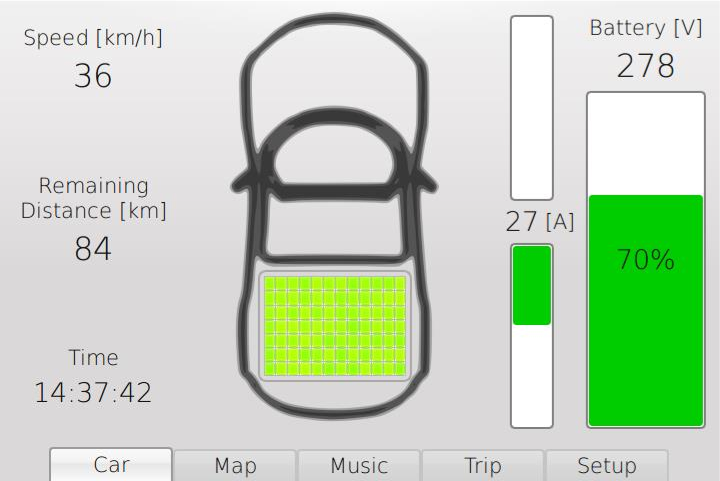 Speed [km/h]
36
Remaining
Distance [km]
84
Time
14:37:42
27 [A]
Battery [V]
278
70%
Car
Map
Music
Trip
Setup